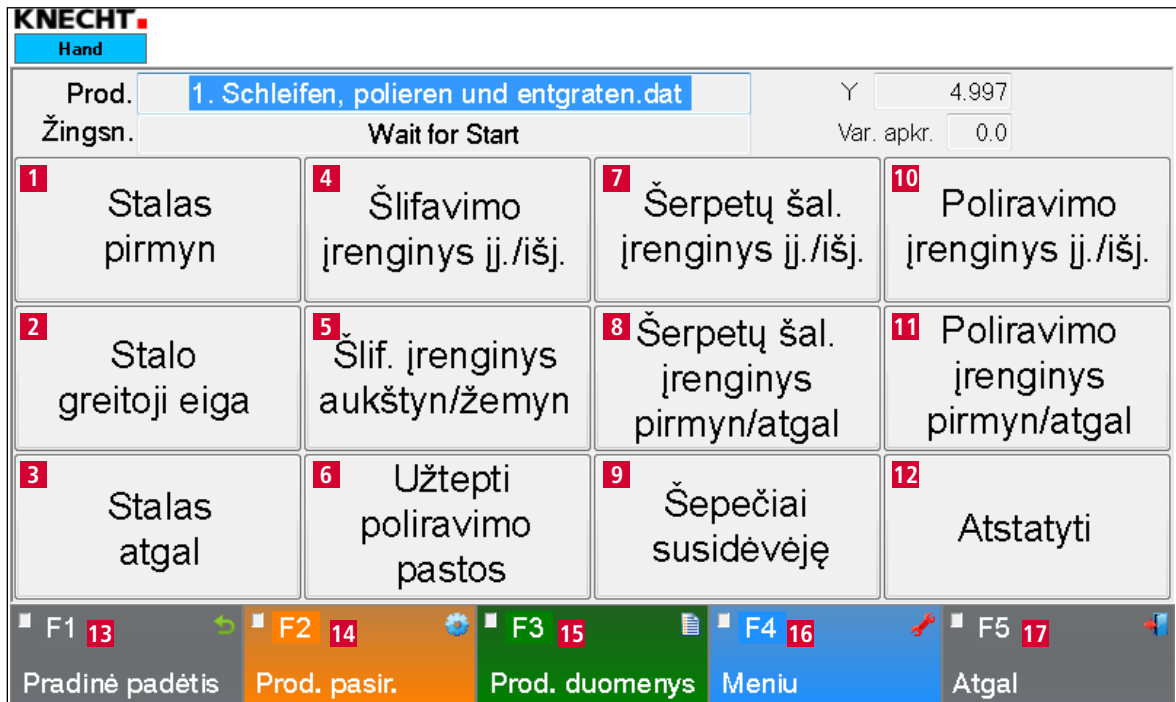 KNECHT
Hand
Prod. 1. Schleifen, polieren und entgraten.dat Y 4.997
Žingsn. Wait for Start Var. apkr. 0.0
1 Stalas
pirmyn
4 Šlifavimo
įrenginys įj./išj.
7 Šerpetų šal.
įrenginys įj./išj.
10 Poliravimo
įrenginys įj./išj.
2 Stalo
greitoji eiga
5 Šlif. įrenginys
aukštyn/žemyn
8 Šerpetų šal.
įrenginys
pirmyn/atgal
11 Poliravimo
įrenginys
pirmyn/atgal
3 Stalas
atgal
6 Užtepti
poliravimo
pastos
9 Šepečiai
susidėvėję
12 Atstatyti
F1 13
Pradinė padėtis
F2 14
Prod. pasir.
F3 15
Prod. duomenys
F4 16
Meniu
F5 17
Atgal